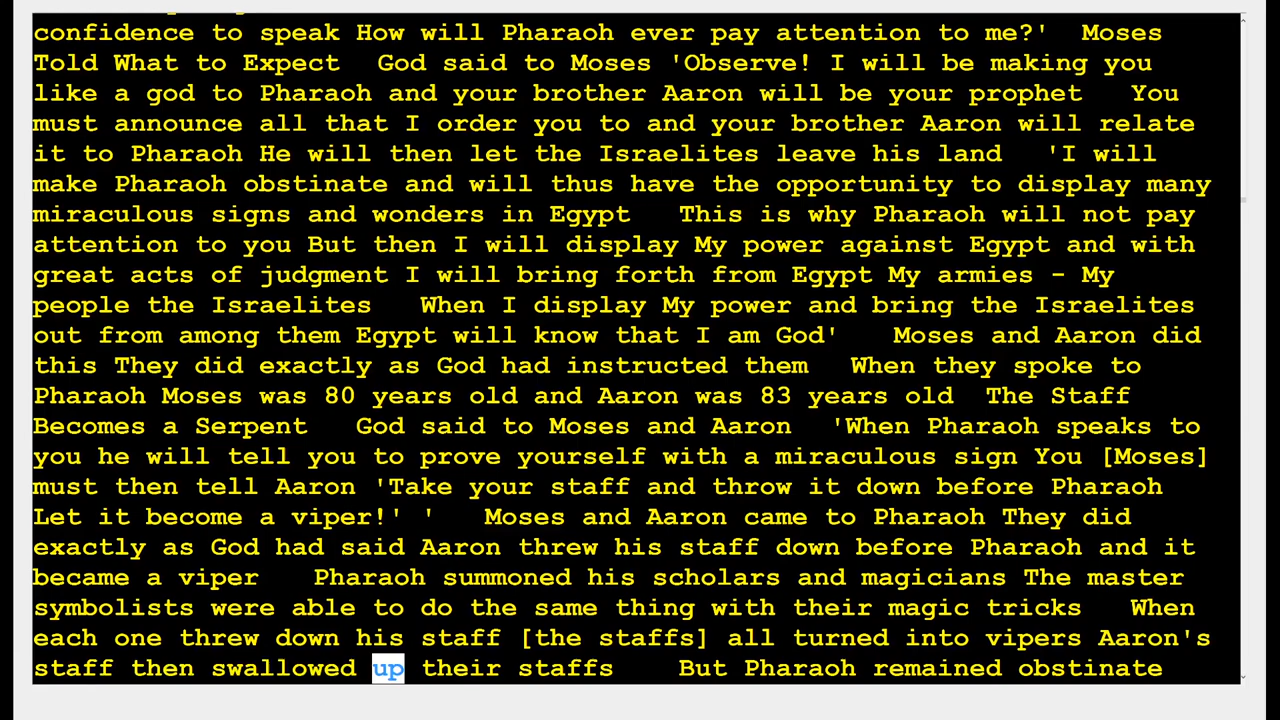 confidence to speak How will Pharaoh ever pay attention to me?' Moses
Told What to Expect God said to Moses 'Observe! I will be making you
like a god to Pharaoh and your brother Aaron will be your prophet You
must announce all that I order you to and your brother Aaron will relate
it to Pharaoh He will then let the Israelites leave his land 'I will
make Pharaoh obstinate and will thus have the opportunity to display many
miraculous signs and wonders in Egypt This is why Pharaoh will not pay
attention to you But then I will display My power against Egypt and with
great acts of judgment I will bring forth from Egypt My armies - My
people the Israelites When I display My power and bring the Israelites
out from among them Egypt will know that I am God' Moses and Aaron did
this They did exactly as God had instructed them When they spoke to
Pharaoh Moses was 80 years old and Aaron was 83 years old The Staff
Becomes a Serpent God said to Moses and Aaron 'When Pharaoh speaks to
you he will tell you to prove yourself with a miraculous sign You [Moses]
must then tell Aaron 'Take your staff and throw it down before Pharaoh
Let it become a viper!' ' Moses and Aaron came to Pharaoh They did
exactly as God had said Aaron threw his staff down before Pharaoh and it
became a viper Pharaoh summoned his scholars and magicians The master
symbolists were able to do the same thing with their magic tricks When
each one threw down his staff [the staffs] all turned into vipers Aaron's
staff then swallowed up their staffs But Pharaoh remained obstinate